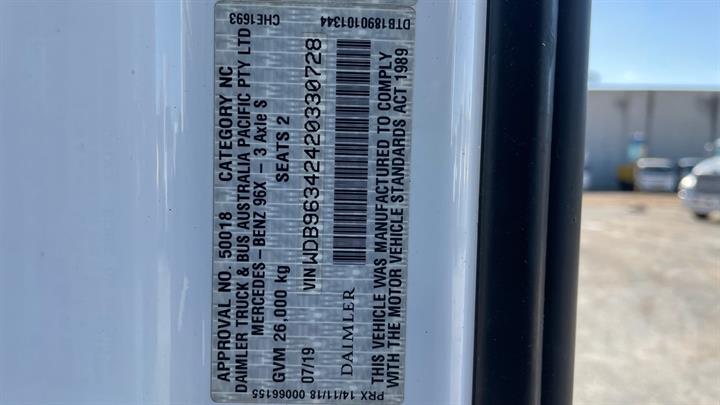 CHE1693
DTB1890101344
APPROVAL NO. 50018 CATEGORY NC
DAIMLER TRUCK & BUS AUSTRALIA PACIFIC PTY LTD
MERCEDES-BENZ 96X - 3 Axle S
GVM 26,000 kg SEATS 2
07/19 VIN WDB96342420330728
DAIMLER
THIS VEHICLE WAS MANUFACTURED TO COMPLY
WITH THE MOTOR VEHICLE STANDARDS ACT 1989
PRX 14/11/18 00066155